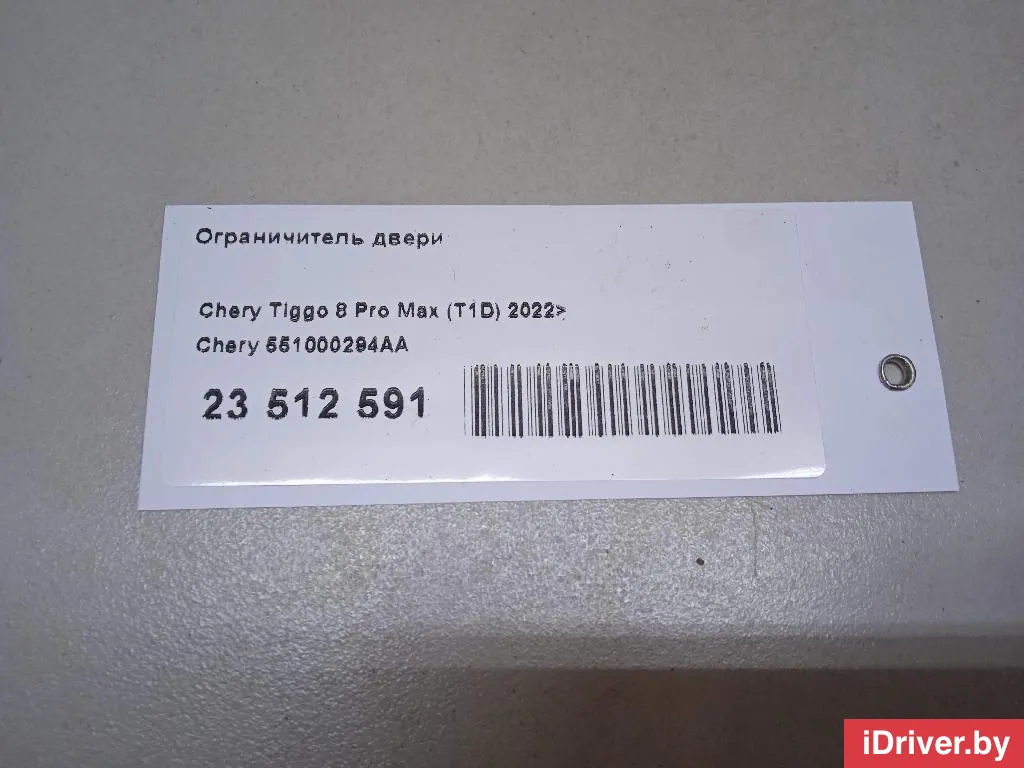 Ограничитель двери
Chery Tiggo 8 Pro Max (T1D) 2022>
Chery 551000294AA
23 512 591
iDriver.by